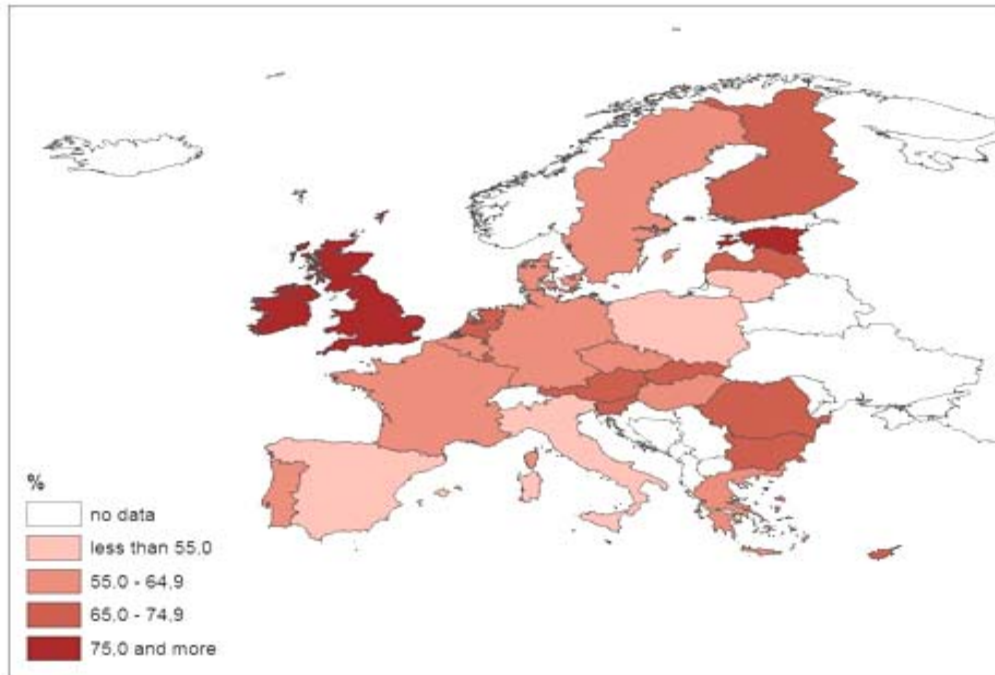 %
no data
less than 55,0
55,0 - 64,9
65,0 - 74,9
75,0 and more